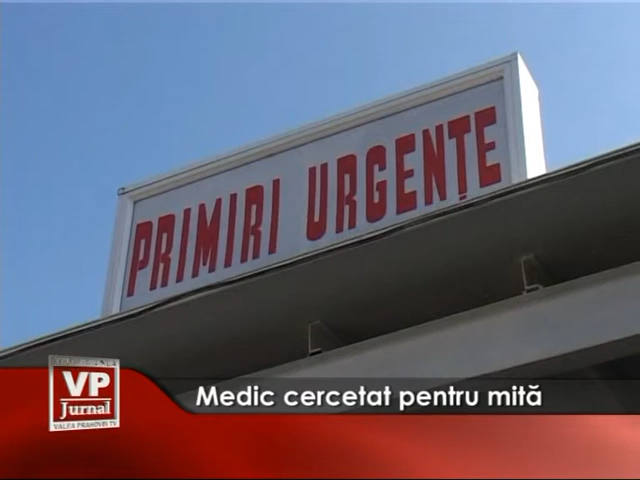 PRIMIRI URGENȚE
VP
Jurnal
VALEA PRAHOVEI TV
Medic cercetat pentru mită